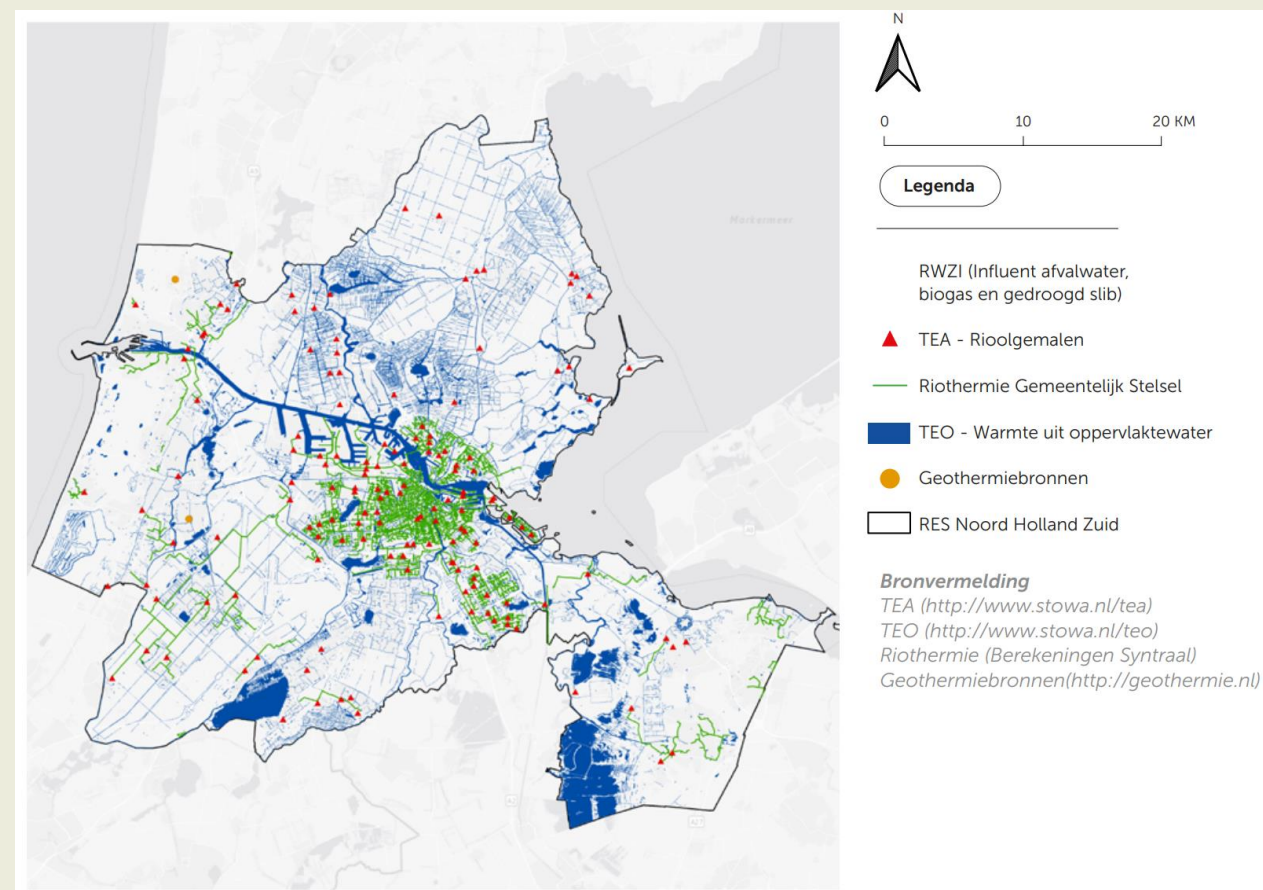 N
0 10 20 KM
Legenda
RWZI (Influent afvalwater,
biogas en gedroogd slib)
TEA - Rioolgemalen
Riothermie Gemeentelijk Stelsel
TEO - Warmte uit oppervlaktewater
Geothermiebronnen
RES Noord Holland Zuid
Bronvermelding
TEA (http://www.stowa.nl/tea)
TEO (http://www.stowa.nl/teo)
Riothermie (Berekeningen Syntraal)
Geothermiebronnen(http://geothermie.nl)
Markermeer